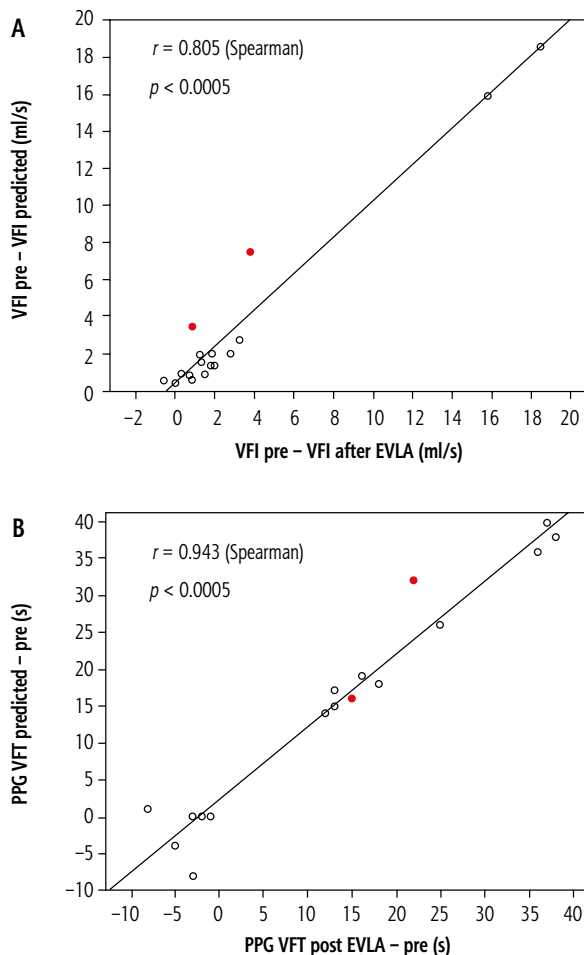 A
r = 0.805 (Spearman)
p < 0.0005
VFI pre – VFI predicted (ml/s)
20
18
16
14
12
10
8
6
4
2
0
−2 0 2 4 6 8 10 12 14 16 18 20
VFI pre – VFI after EVLA (ml/s)
B
r = 0.943 (Spearman)
p < 0.0005
PPG VFT predicted – pre (s)
40
35
30
25
20
15
10
5
0
−5
−10
−10 −5 0 5 10 15 20 25 30 35 40
PPG VFT post EVLA – pre (s)